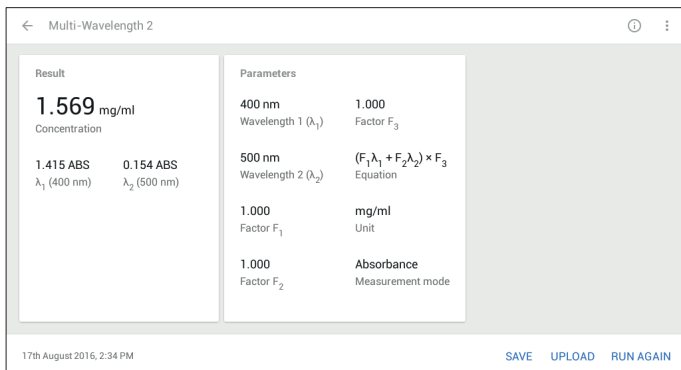 Multi-Wavelength 2
Result
1.569 mg/ml
Concentration
1.415 ABS
λ₁ (400 nm)
0.154 ABS
λ₂ (500 nm)
Parameters
400 nm
Wavelength 1 (λ₁)
1.000
Factor F₃
500 nm
Wavelength 2 (λ₂)
(F₁λ₁ + F₂λ₂) × F₃
Equation
1.000
Factor F₁
mg/ml
Unit
1.000
Factor F₂
Absorbance
Measurement mode
17th August 2016, 2:34 PM
SAVE UPLOAD RUN AGAIN